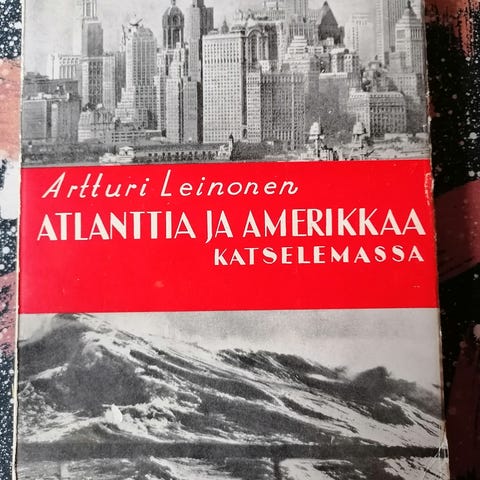 Artturi Leinonen
ATLANTTIA JA AMERIKKAA
KATSELEMASSA